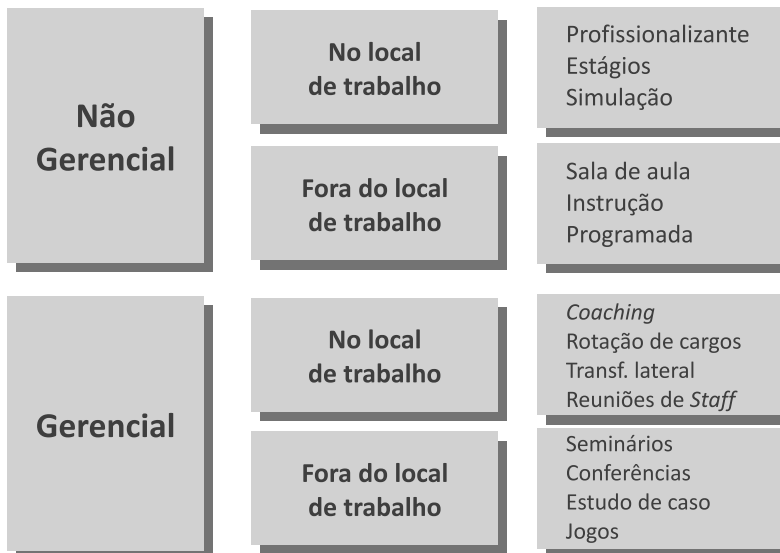 Não
Gerencial
No local
de trabalho
Profissionalizante
Estágios
Simulação
Fora do local
de trabalho
Sala de aula
Instrução
Programada
Gerencial
No local
de trabalho
Coaching
Rotação de cargos
Transf. lateral
Reuniões de Staff
Fora do local
de trabalho
Seminários
Conferências
Estudo de caso
Jogos